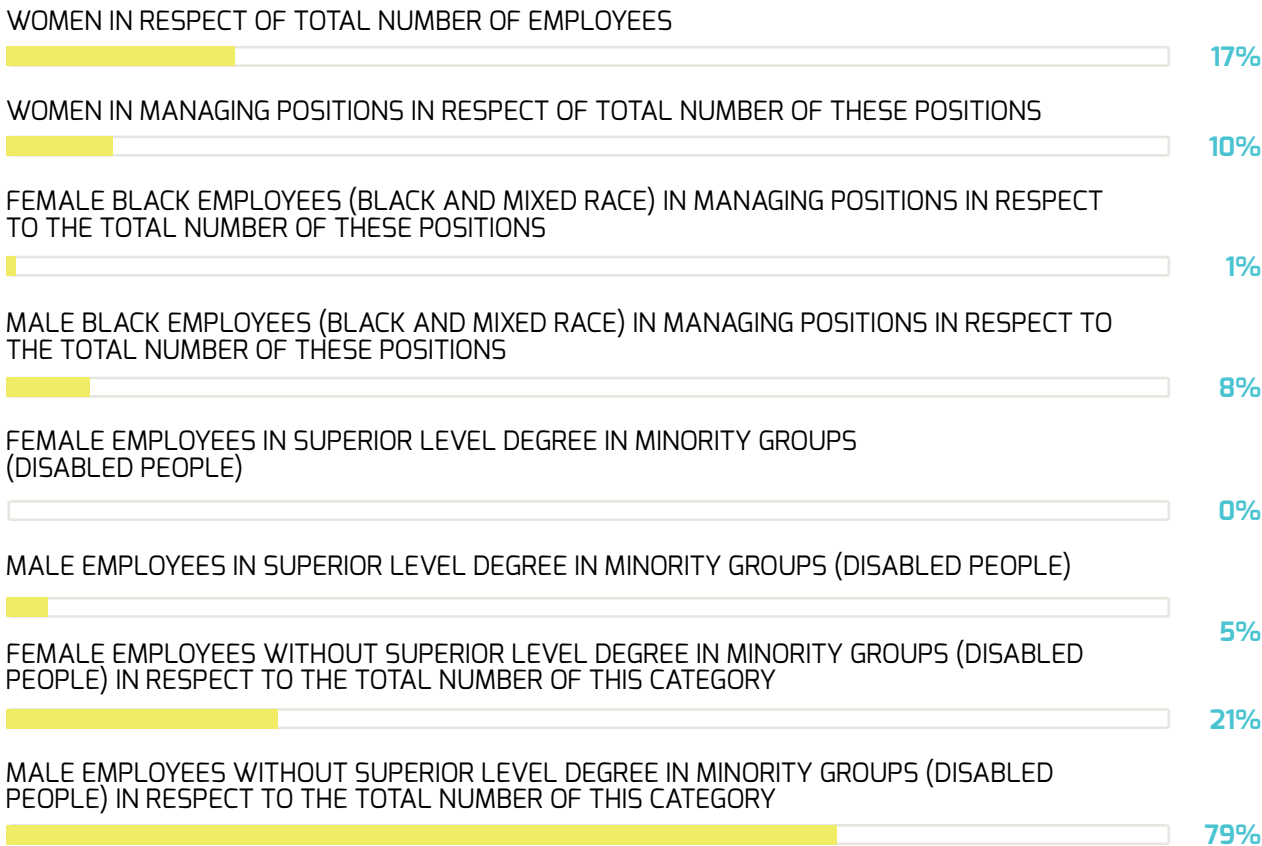 WOMEN IN RESPECT OF TOTAL NUMBER OF EMPLOYEES
17%
WOMEN IN MANAGING POSITIONS IN RESPECT OF TOTAL NUMBER OF THESE POSITIONS
10%
FEMALE BLACK EMPLOYEES (BLACK AND MIXED RACE) IN MANAGING POSITIONS IN RESPECT
TO THE TOTAL NUMBER OF THESE POSITIONS
1%
MALE BLACK EMPLOYEES (BLACK AND MIXED RACE) IN MANAGING POSITIONS IN RESPECT TO
THE TOTAL NUMBER OF THESE POSITIONS
8%
FEMALE EMPLOYEES IN SUPERIOR LEVEL DEGREE IN MINORITY GROUPS
(DISABLED PEOPLE)
0%
MALE EMPLOYEES IN SUPERIOR LEVEL DEGREE IN MINORITY GROUPS (DISABLED PEOPLE)
5%
FEMALE EMPLOYEES WITHOUT SUPERIOR LEVEL DEGREE IN MINORITY GROUPS (DISABLED
PEOPLE) IN RESPECT TO THE TOTAL NUMBER OF THIS CATEGORY
21%
MALE EMPLOYEES WITHOUT SUPERIOR LEVEL DEGREE IN MINORITY GROUPS (DISABLED
PEOPLE) IN RESPECT TO THE TOTAL NUMBER OF THIS CATEGORY
79%